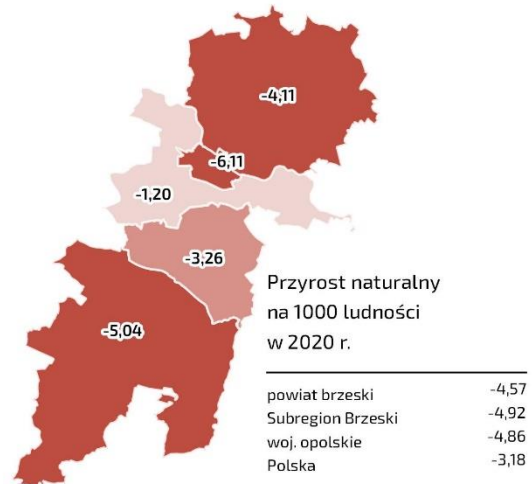 -4,11
-6,11
-1,20
-3,26
-5,04
Przyrost naturalny
na 1000 ludności
w 2020 r.
powiat brzeski -4,57
Subregion Brzeski -4,92
woj. opolskie -4,86
Polska -3,18